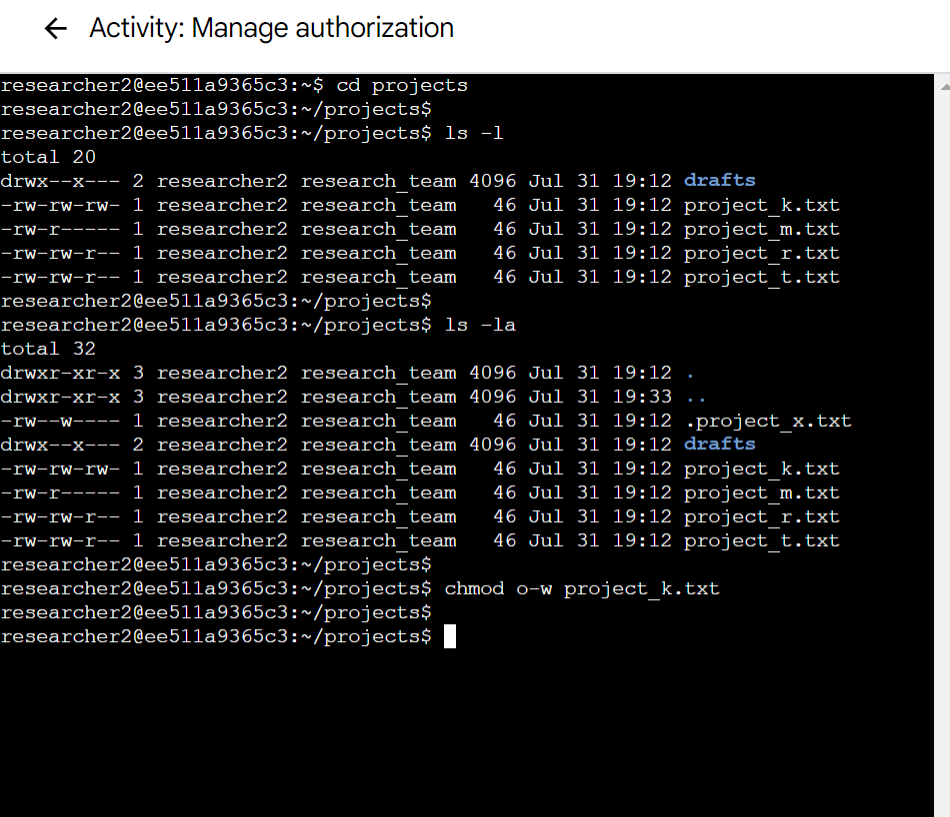 Activity: Manage authorization
researcher2@ee511a9365c3:~$ cd projects
researcher2@ee511a9365c3:~/projects$
researcher2@ee511a9365c3:~/projects$ ls -l
total 20
drwx--x--- 2 researcher2 research_team 4096 Jul 31 19:12 drafts
-rw-rw-rw- 1 researcher2 research_team   46 Jul 31 19:12 project_k.txt
-rw-r----- 1 researcher2 research_team   46 Jul 31 19:12 project_m.txt
-rw-rw-r-- 1 researcher2 research_team   46 Jul 31 19:12 project_r.txt
-rw-rw-r-- 1 researcher2 research_team   46 Jul 31 19:12 project_t.txt
researcher2@ee511a9365c3:~/projects$
researcher2@ee511a9365c3:~/projects$ ls -la
total 32
drwxr-xr-x 3 researcher2 research_team 4096 Jul 31 19:12 .
drwxr-xr-x 3 researcher2 research_team 4096 Jul 31 19:33 ..
-rw--w---- 1 researcher2 research_team   46 Jul 31 19:12 .project_x.txt
drwx--x--- 2 researcher2 research_team 4096 Jul 31 19:12 drafts
-rw-rw-rw- 1 researcher2 research_team   46 Jul 31 19:12 project_k.txt
-rw-r----- 1 researcher2 research_team   46 Jul 31 19:12 project_m.txt
-rw-rw-r-- 1 researcher2 research_team   46 Jul 31 19:12 project_r.txt
-rw-rw-r-- 1 researcher2 research_team   46 Jul 31 19:12 project_t.txt
researcher2@ee511a9365c3:~/projects$
researcher2@ee511a9365c3:~/projects$ chmod o-w project_k.txt
researcher2@ee511a9365c3:~/projects$
researcher2@ee511a9365c3:~/projects$